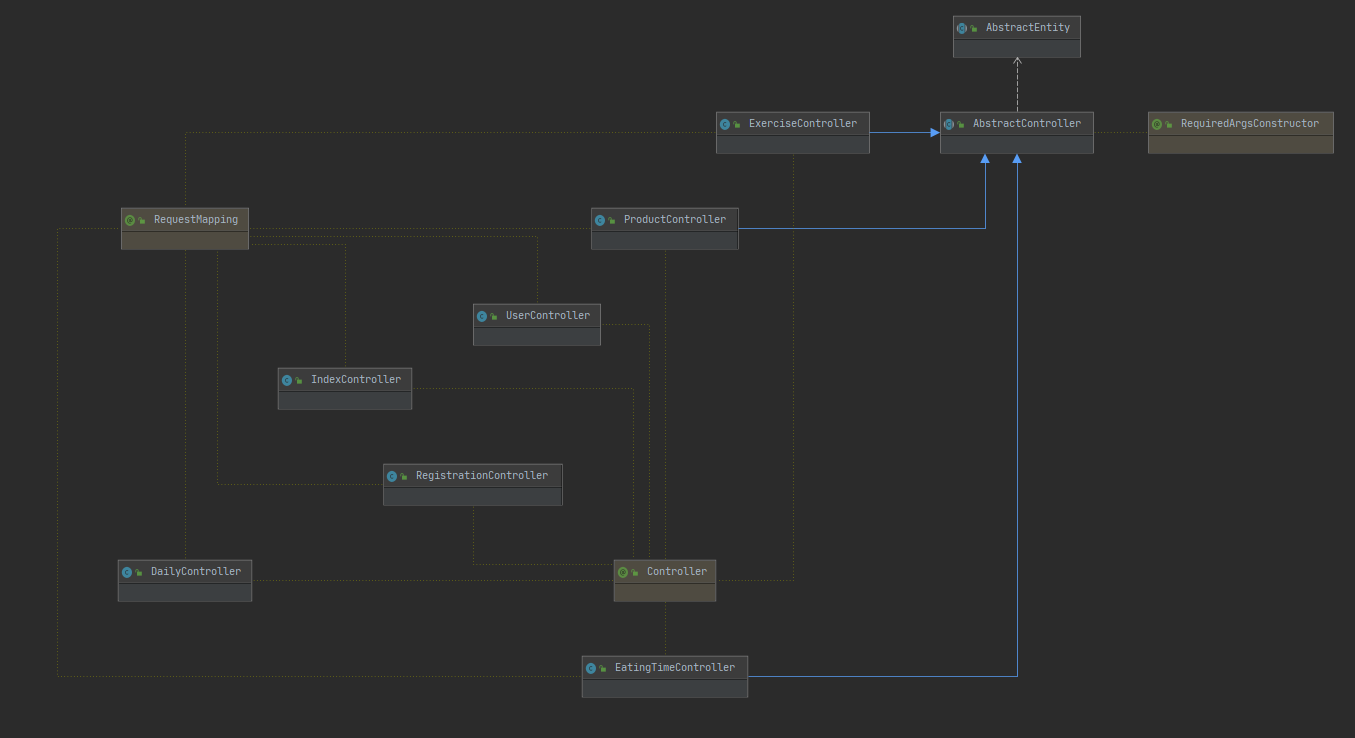 AbstractEntity
ExerciseController
AbstractController
RequiredArgsConstructor
RequestMapping
ProductController
UserController
IndexController
RegistrationController
DailyController
Controller
EatingTimeController